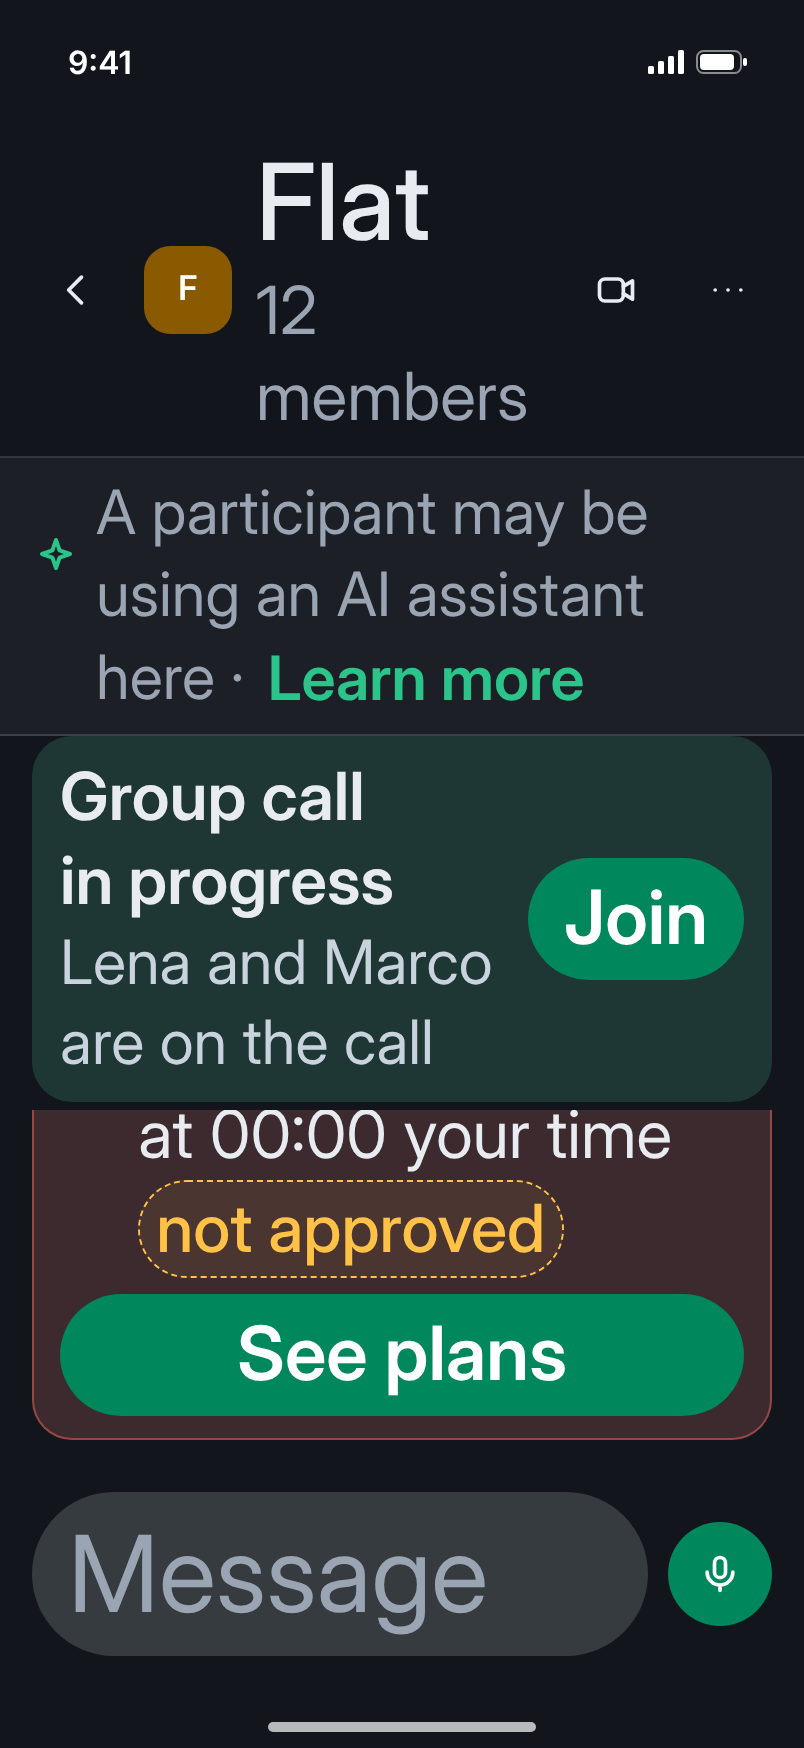 9:41
Flat
F
12
members
A participant may be
using an AI assistant
here · Learn more
Group call
in progress
Lena and Marco
are on the call
Join
at 00:00 your time
not approved
See plans
Message